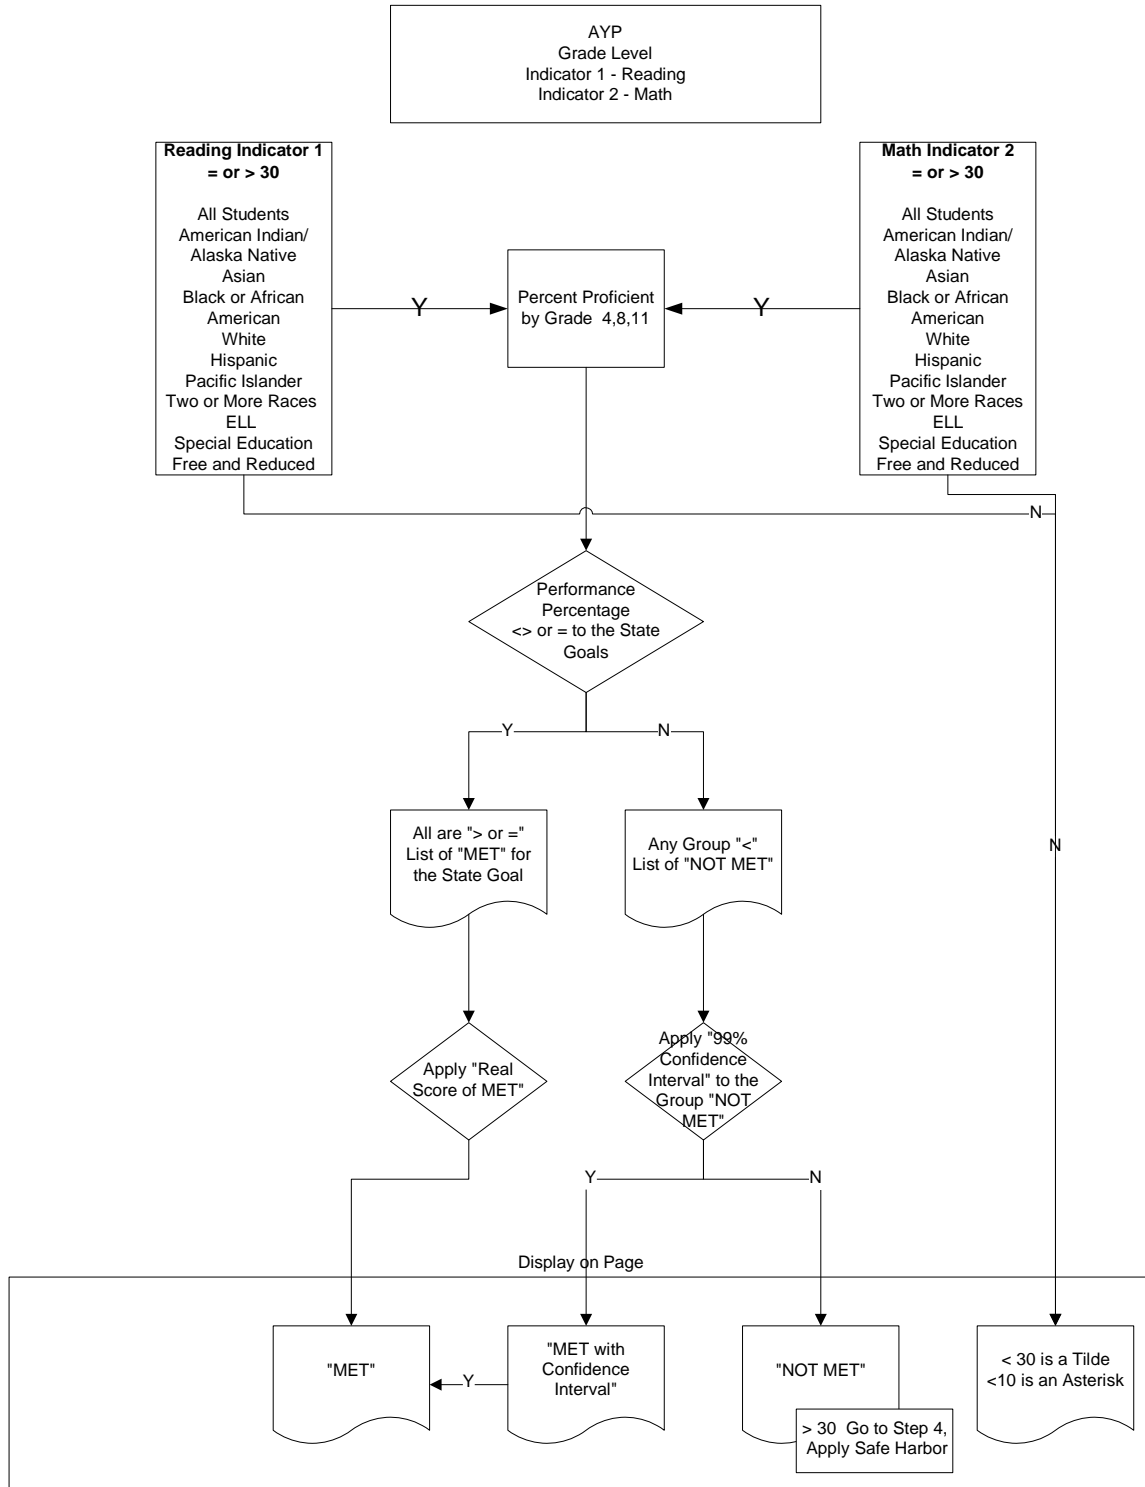 AYP
Grade Level
Indicator 1 - Reading
Indicator 2 - Math
Reading Indicator 1
= or > 30
All Students
American Indian/
Alaska Native
Asian
Black or African
American
White
Hispanic
Pacific Islander
Two or More Races
ELL
Special Education
Free and Reduced
Y
Percent Proficient
by Grade  4,8,11
Y
Math Indicator 2
= or > 30
All Students
American Indian/
Alaska Native
Asian
Black or African
American
White
Hispanic
Pacific Islander
Two or More Races
ELL
Special Education
Free and Reduced
N
Performance
Percentage
<> or = to the State
Goals
Y
N
All are "> or ="
List of "MET" for
the State Goal
Any Group "<"
List of "NOT MET"
N
Apply "Real
Score of MET"
Apply "99%
Confidence
Interval" to the
Group "NOT
MET"
Y
N
Display on Page
"MET"
Y
"MET with
Confidence
Interval"
"NOT MET"
> 30  Go to Step 4,
Apply Safe Harbor
< 30 is a Tilde
<10 is an Asterisk